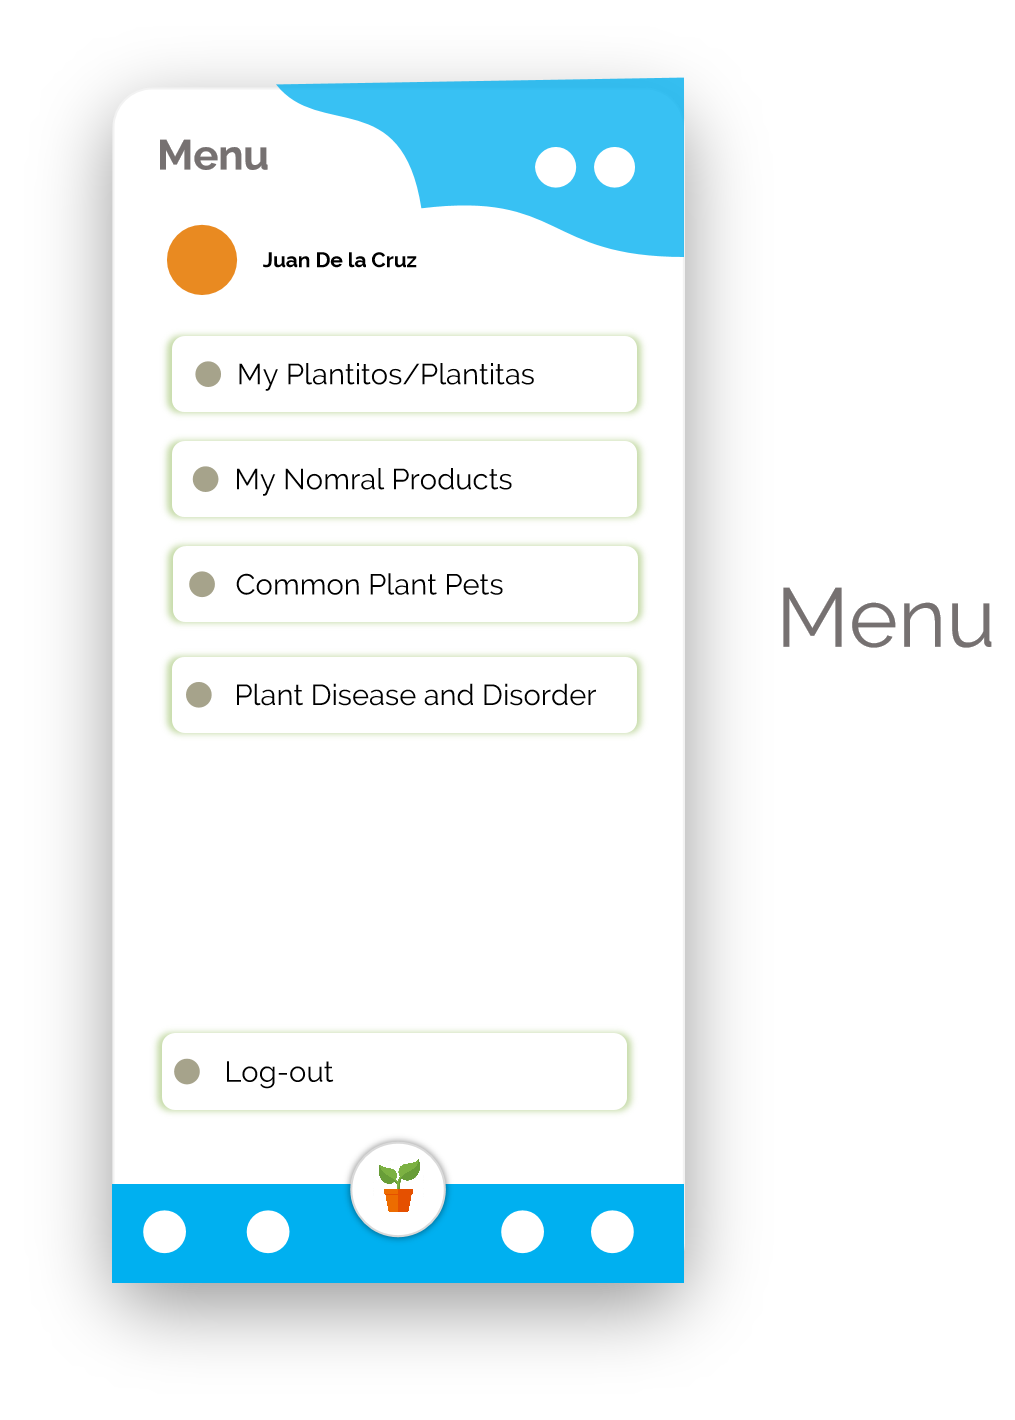 Menu
Juan De la Cruz
My Plantitos/Plantitas
My Nomral Products
Common Plant Pets
Plant Disease and Disorder
Log-out
Menu